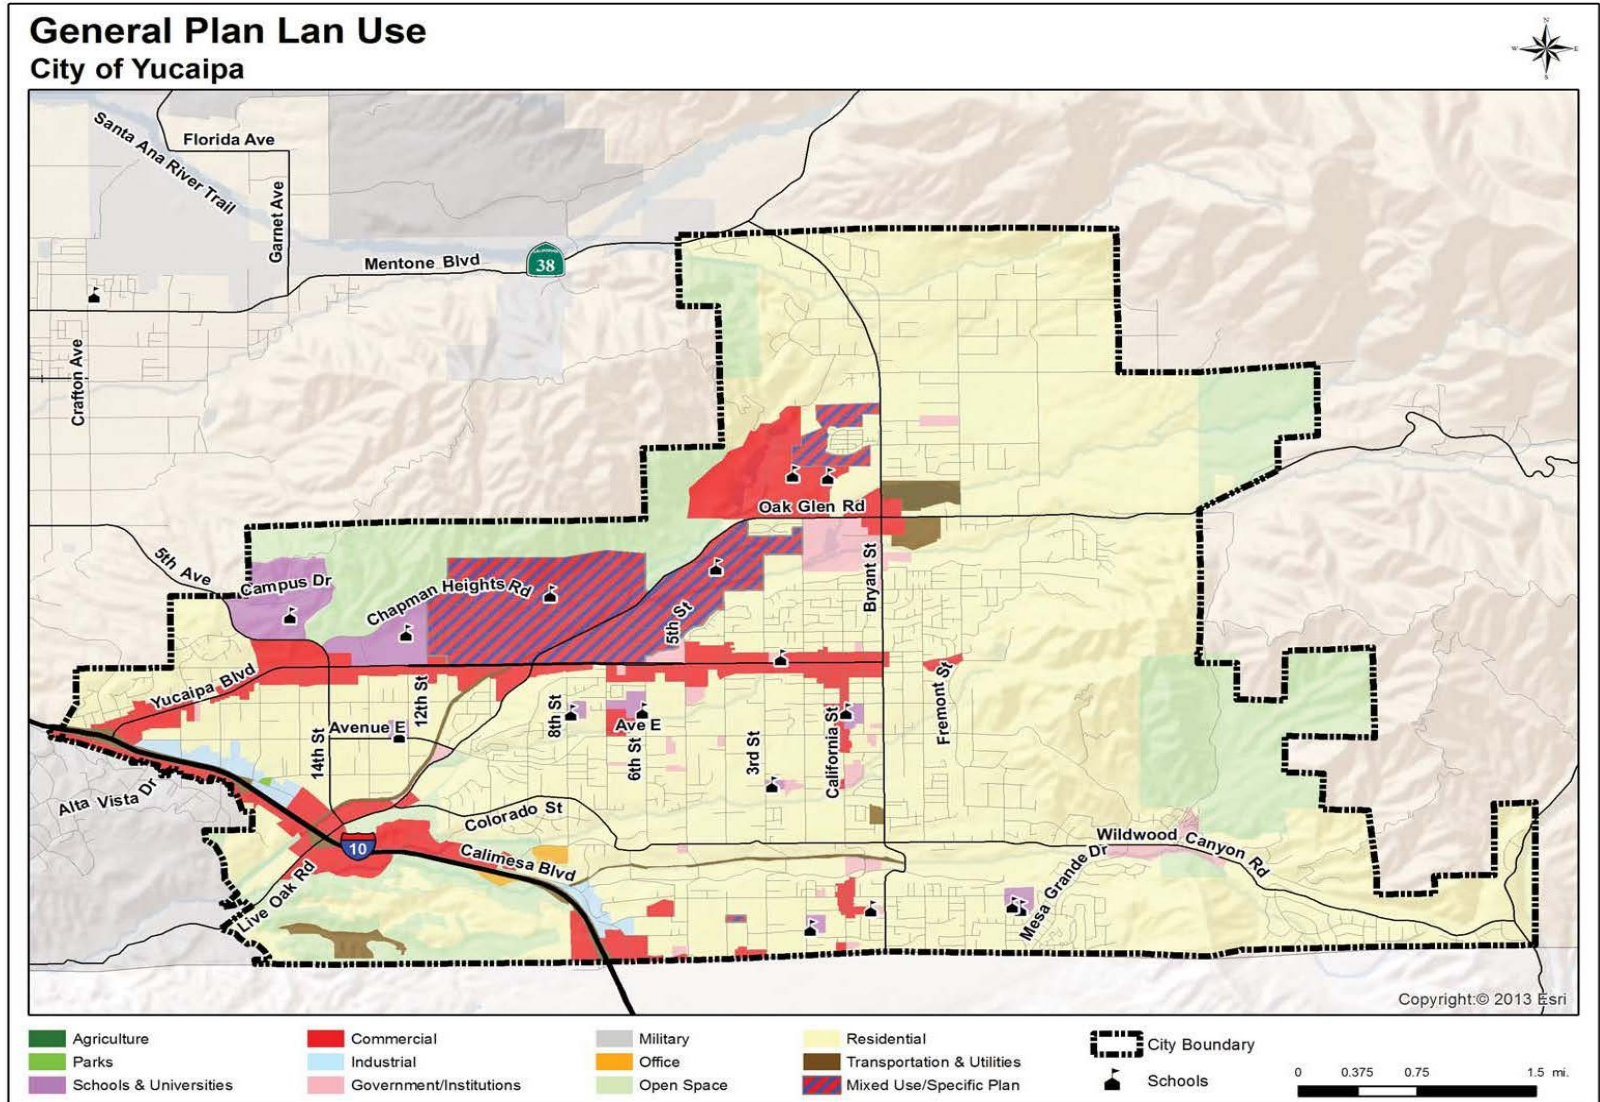 General Plan Lan Use
City of Yucaipa
N
W
E
S
Santa Ana River Trail
Florida Ave
Garnet Ave
Mentone Blvd
CALIFORNIA
38
Crafton Ave
Oak Glen Rd
5th Ave
Campus Dr
Chapman Heights Rd
Bryant St
5th St
Yucaipa Blvd
12th St
Fremont St
8th St
Avenue E
Ave E
14th St
6th St
3rd St
California St
Alta Vista Dr
Colorado St
10
Calimesa Blvd
Wildwood Canyon Rd
Live Oak Rd
Mesa Grande Dr
Copyright:© 2013 Esri
Agriculture
Parks
Schools & Universities
Commercial
Industrial
Government/Institutions
Military
Office
Open Space
Residential
Transportation & Utilities
Mixed Use/Specific Plan
City Boundary
Schools
0 0.375 0.75 1.5 mi.